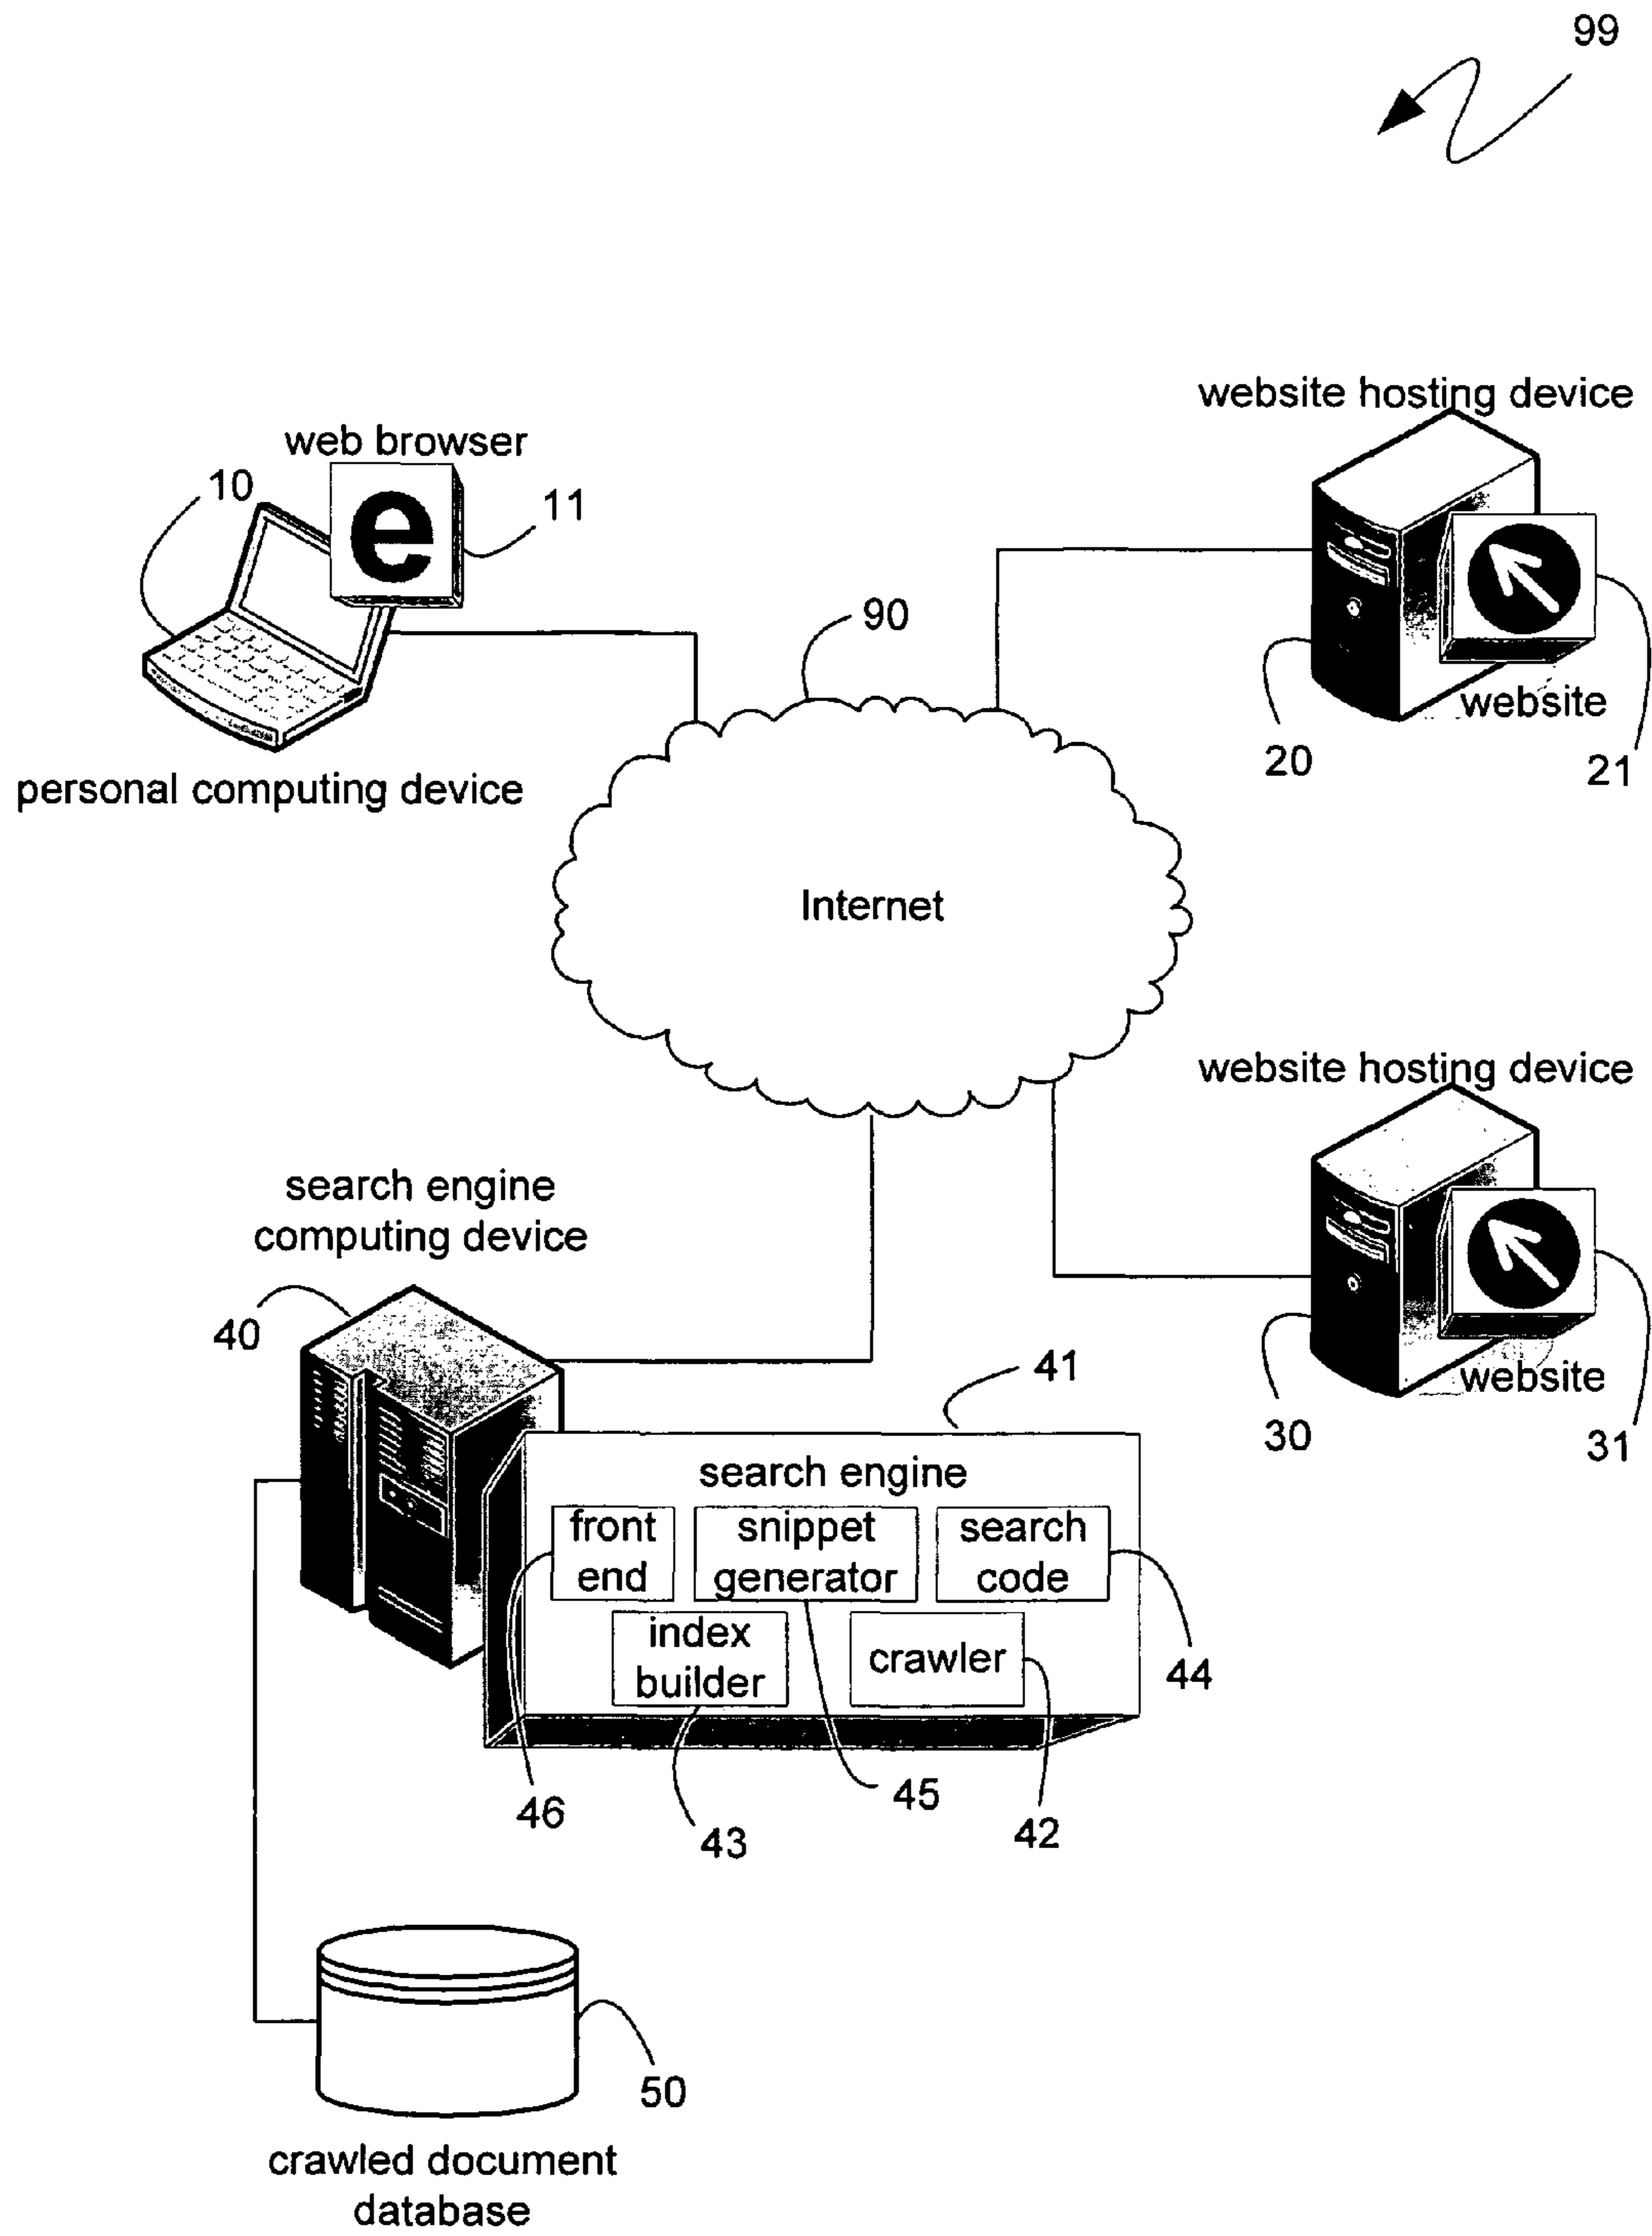 99
website hosting device
web browser
10
e
11
90
20
website
21
personal computing device
Internet
website hosting device
search engine
computing device
40
41
30
website
31
search engine
front
end
snippet
generator
search
code
index
builder
crawler
44
46
43
45
42
50
crawled document
database